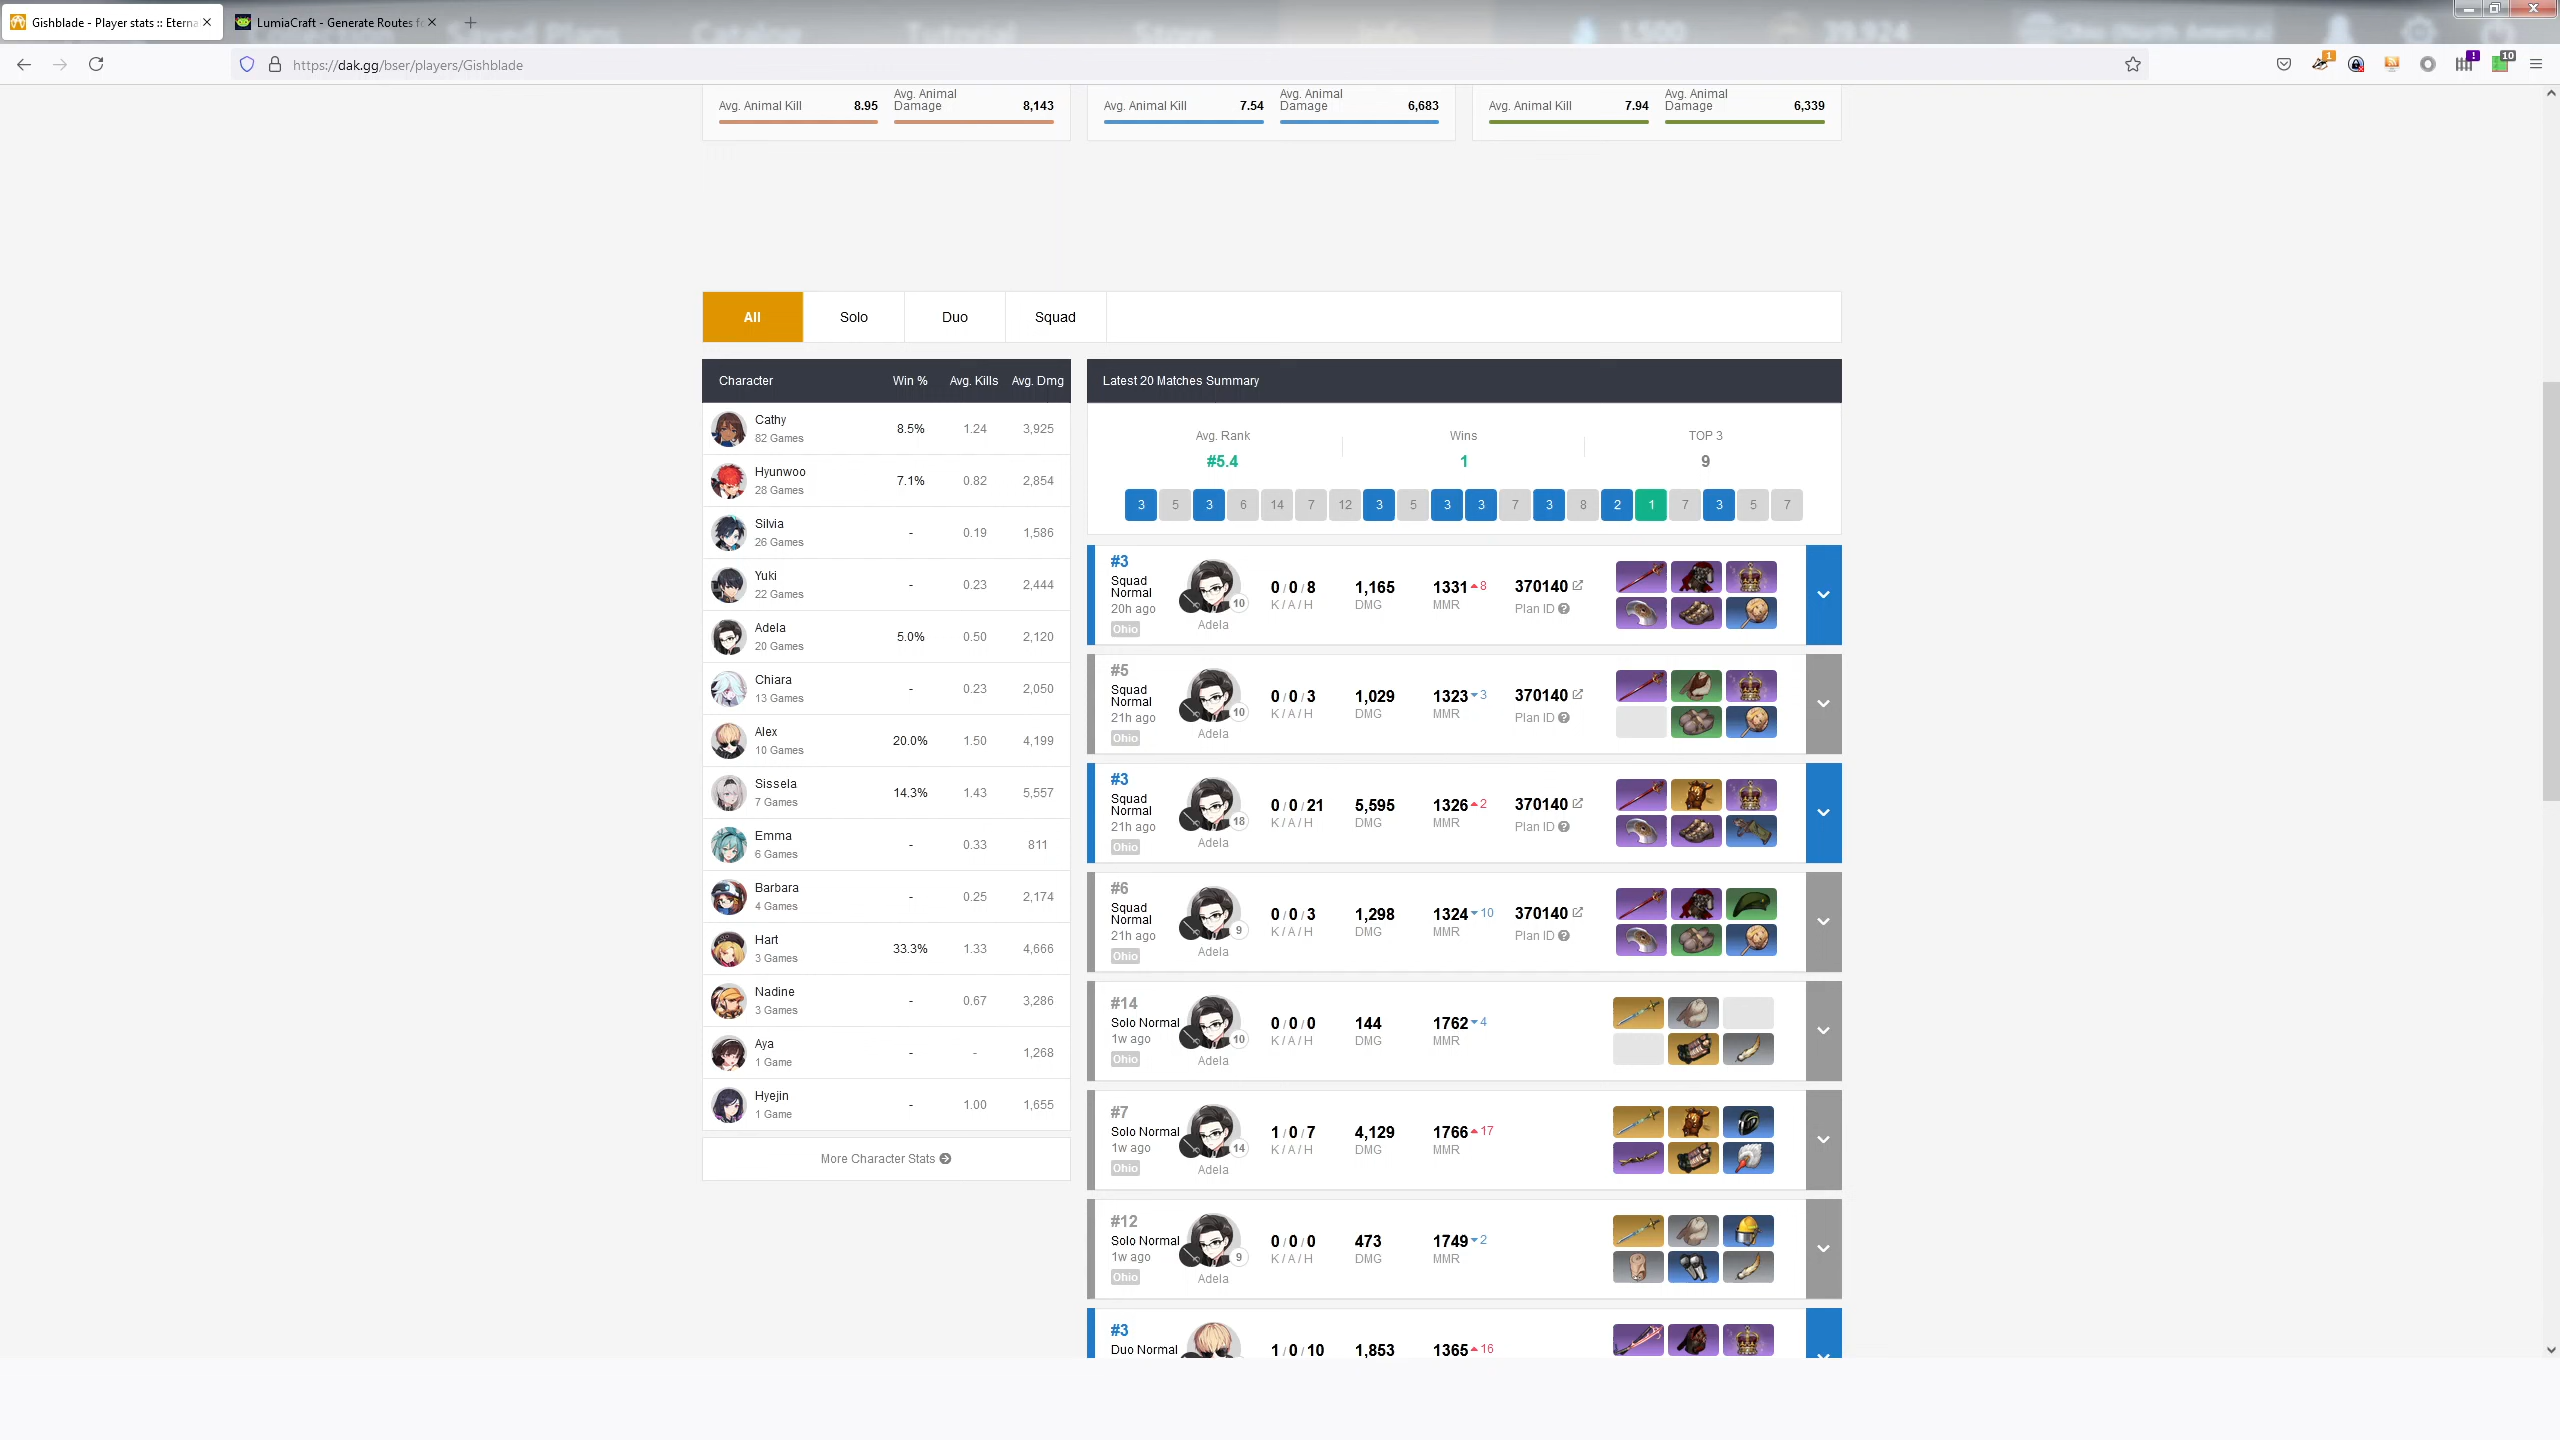 Gishblade - Player stats :: Eterna
LumiaCraft - Generate Routes fo
Saved Plans Catalog Tutorial Store Info 1,500 39,924 Ohio (North America)
https://dak.gg/bser/players/Gishblade
1 1 10
Avg. Animal Kill 8.95 Avg. Animal Damage 8,143
Avg. Animal Kill 7.54 Avg. Animal Damage 6,683
Avg. Animal Kill 7.94 Avg. Animal Damage 6,339
All Solo Duo Squad
Character Win % Avg. Kills Avg. Dmg
Cathy 8.5% 1.24 3,925
82 Games
Hyunwoo 7.1% 0.82 2,854
28 Games
Silvia - 0.19 1,586
26 Games
Yuki - 0.23 2,444
22 Games
Adela 5.0% 0.50 2,120
20 Games
Chiara - 0.23 2,050
13 Games
Alex 20.0% 1.50 4,199
10 Games
Sissela 14.3% 1.43 5,557
7 Games
Emma - 0.33 811
6 Games
Barbara - 0.25 2,174
4 Games
Hart 33.3% 1.33 4,666
3 Games
Nadine - 0.67 3,286
3 Games
Aya - - 1,268
1 Game
Hyejin - 1.00 1,655
1 Game
More Character Stats
Latest 20 Matches Summary
Avg. Rank Wins TOP 3
#5.4 1 9
3 5 3 6 14 7 12 3 5 3 3 7 3 8 2 1 7 3 5 7
#3
Squad
Normal
20h ago
Ohio
10
Adela
0 / 0 / 8 1,165 1331 8 370140
K / A / H DMG MMR Plan ID ?
#5
Squad
Normal
21h ago
Ohio
10
Adela
0 / 0 / 3 1,029 1323 3 370140
K / A / H DMG MMR Plan ID ?
#3
Squad
Normal
21h ago
Ohio
18
Adela
0 / 0 / 21 5,595 1326 2 370140
K / A / H DMG MMR Plan ID ?
#6
Squad
Normal
21h ago
Ohio
9
Adela
0 / 0 / 3 1,298 1324 10 370140
K / A / H DMG MMR Plan ID ?
#14
Solo Normal
1w ago
Ohio
10
Adela
0 / 0 / 0 144 1762 4
K / A / H DMG MMR
#7
Solo Normal
1w ago
Ohio
14
Adela
1 / 0 / 7 4,129 1766 17
K / A / H DMG MMR
#12
Solo Normal
1w ago
Ohio
9
Adela
0 / 0 / 0 473 1749 2
K / A / H DMG MMR
#3
Duo Normal
1 / 0 / 10 1,853 1365 16